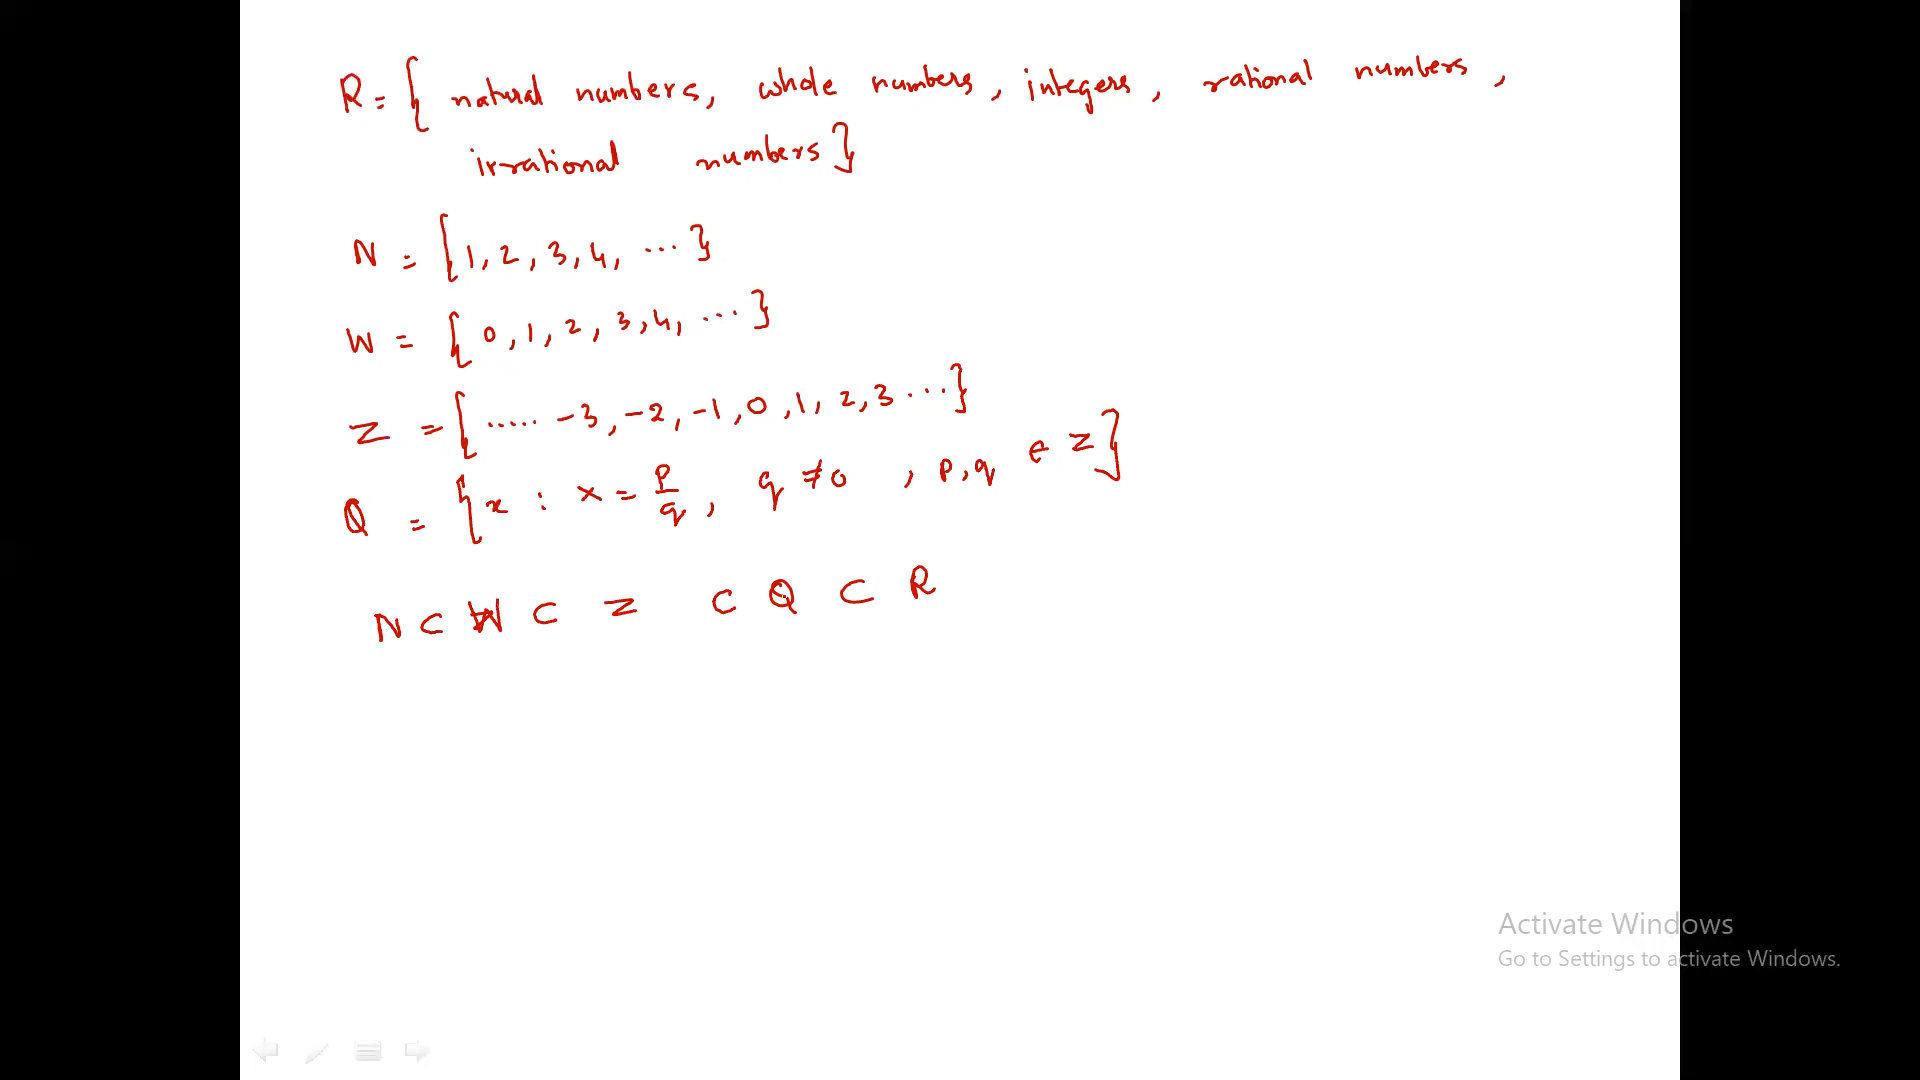 R = { natural numbers, whole numbers, integers, rational numbers,
irrational numbers }
N = { 1, 2, 3, 4, ... }
W = { 0, 1, 2, 3, 4, ... }
Z = { ..... -3, -2, -1, 0, 1, 2, 3 ... }
Q = { x : x = p/q, q ≠ 0, p, q ∈ Z }
N ⊂ W ⊂ Z ⊂ Q ⊂ R
Activate Windows
Go to Settings to activate Windows.